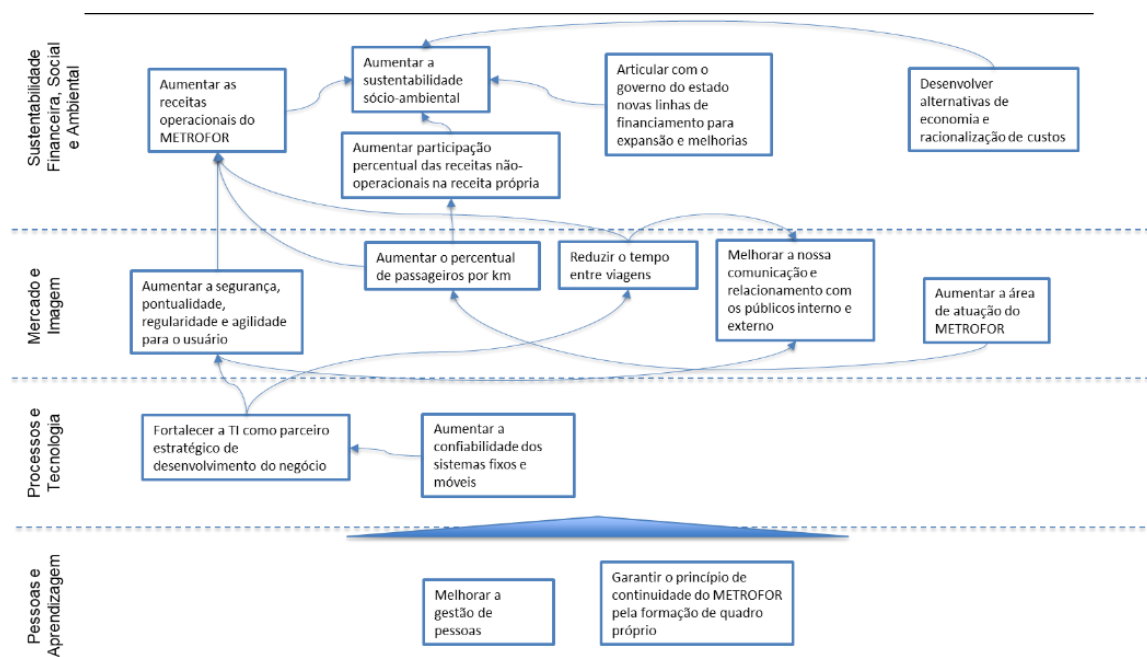 Sustentabilidade
Financeira, Social
e Ambiental
Aumentar as
receitas
operacionais do
METROFOR
Aumentar a
sustentabilidade
sócio-ambiental
Articular com o
governo do estado
novas linhas de
financiamento para
expansão e melhorias
Desenvolver
alternativas de
economia e
racionalização de custos
Aumentar participação
percentual das receitas não-
operacionais na receita própria
Mercado e
Imagem
Aumentar a segurança,
pontualidade,
regularidade e agilidade
para o usuário
Aumentar o percentual
de passageiros por km
Reduzir o tempo
entre viagens
Melhorar a nossa
comunicação e
relacionamento com
os públicos interno e
externo
Aumentar a área
de atuação do
METROFOR
Processos e
Tecnologia
Fortalecer a TI como parceiro
estratégico de
desenvolvimento do negócio
Aumentar a
confiabilidade dos
sistemas fixos e
móveis
Pessoas e
Aprendizagem
Melhorar a
gestão de
pessoas
Garantir o princípio de
continuidade do METROFOR
pela formação de quadro
próprio